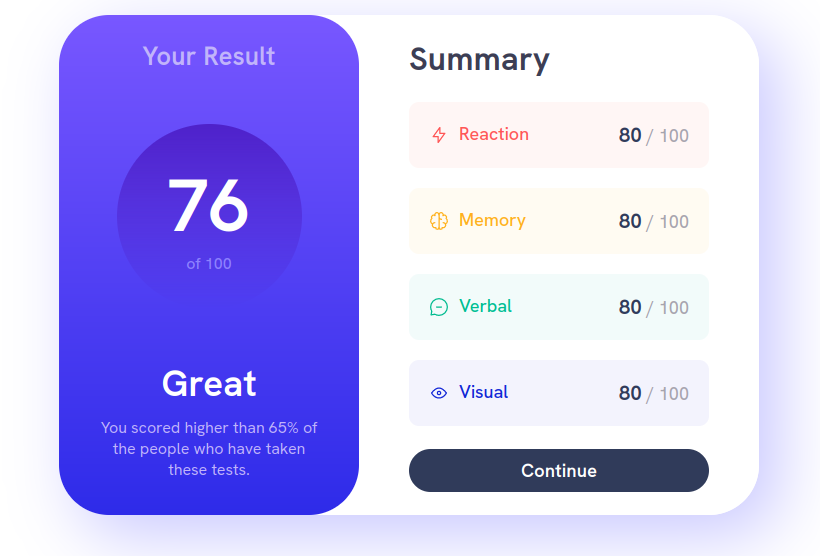 Your Result
76
of 100
Great
You scored higher than 65% of
the people who have taken
these tests.
Summary
Reaction 80 / 100
Memory 80 / 100
Verbal 80 / 100
Visual 80 / 100
Continue